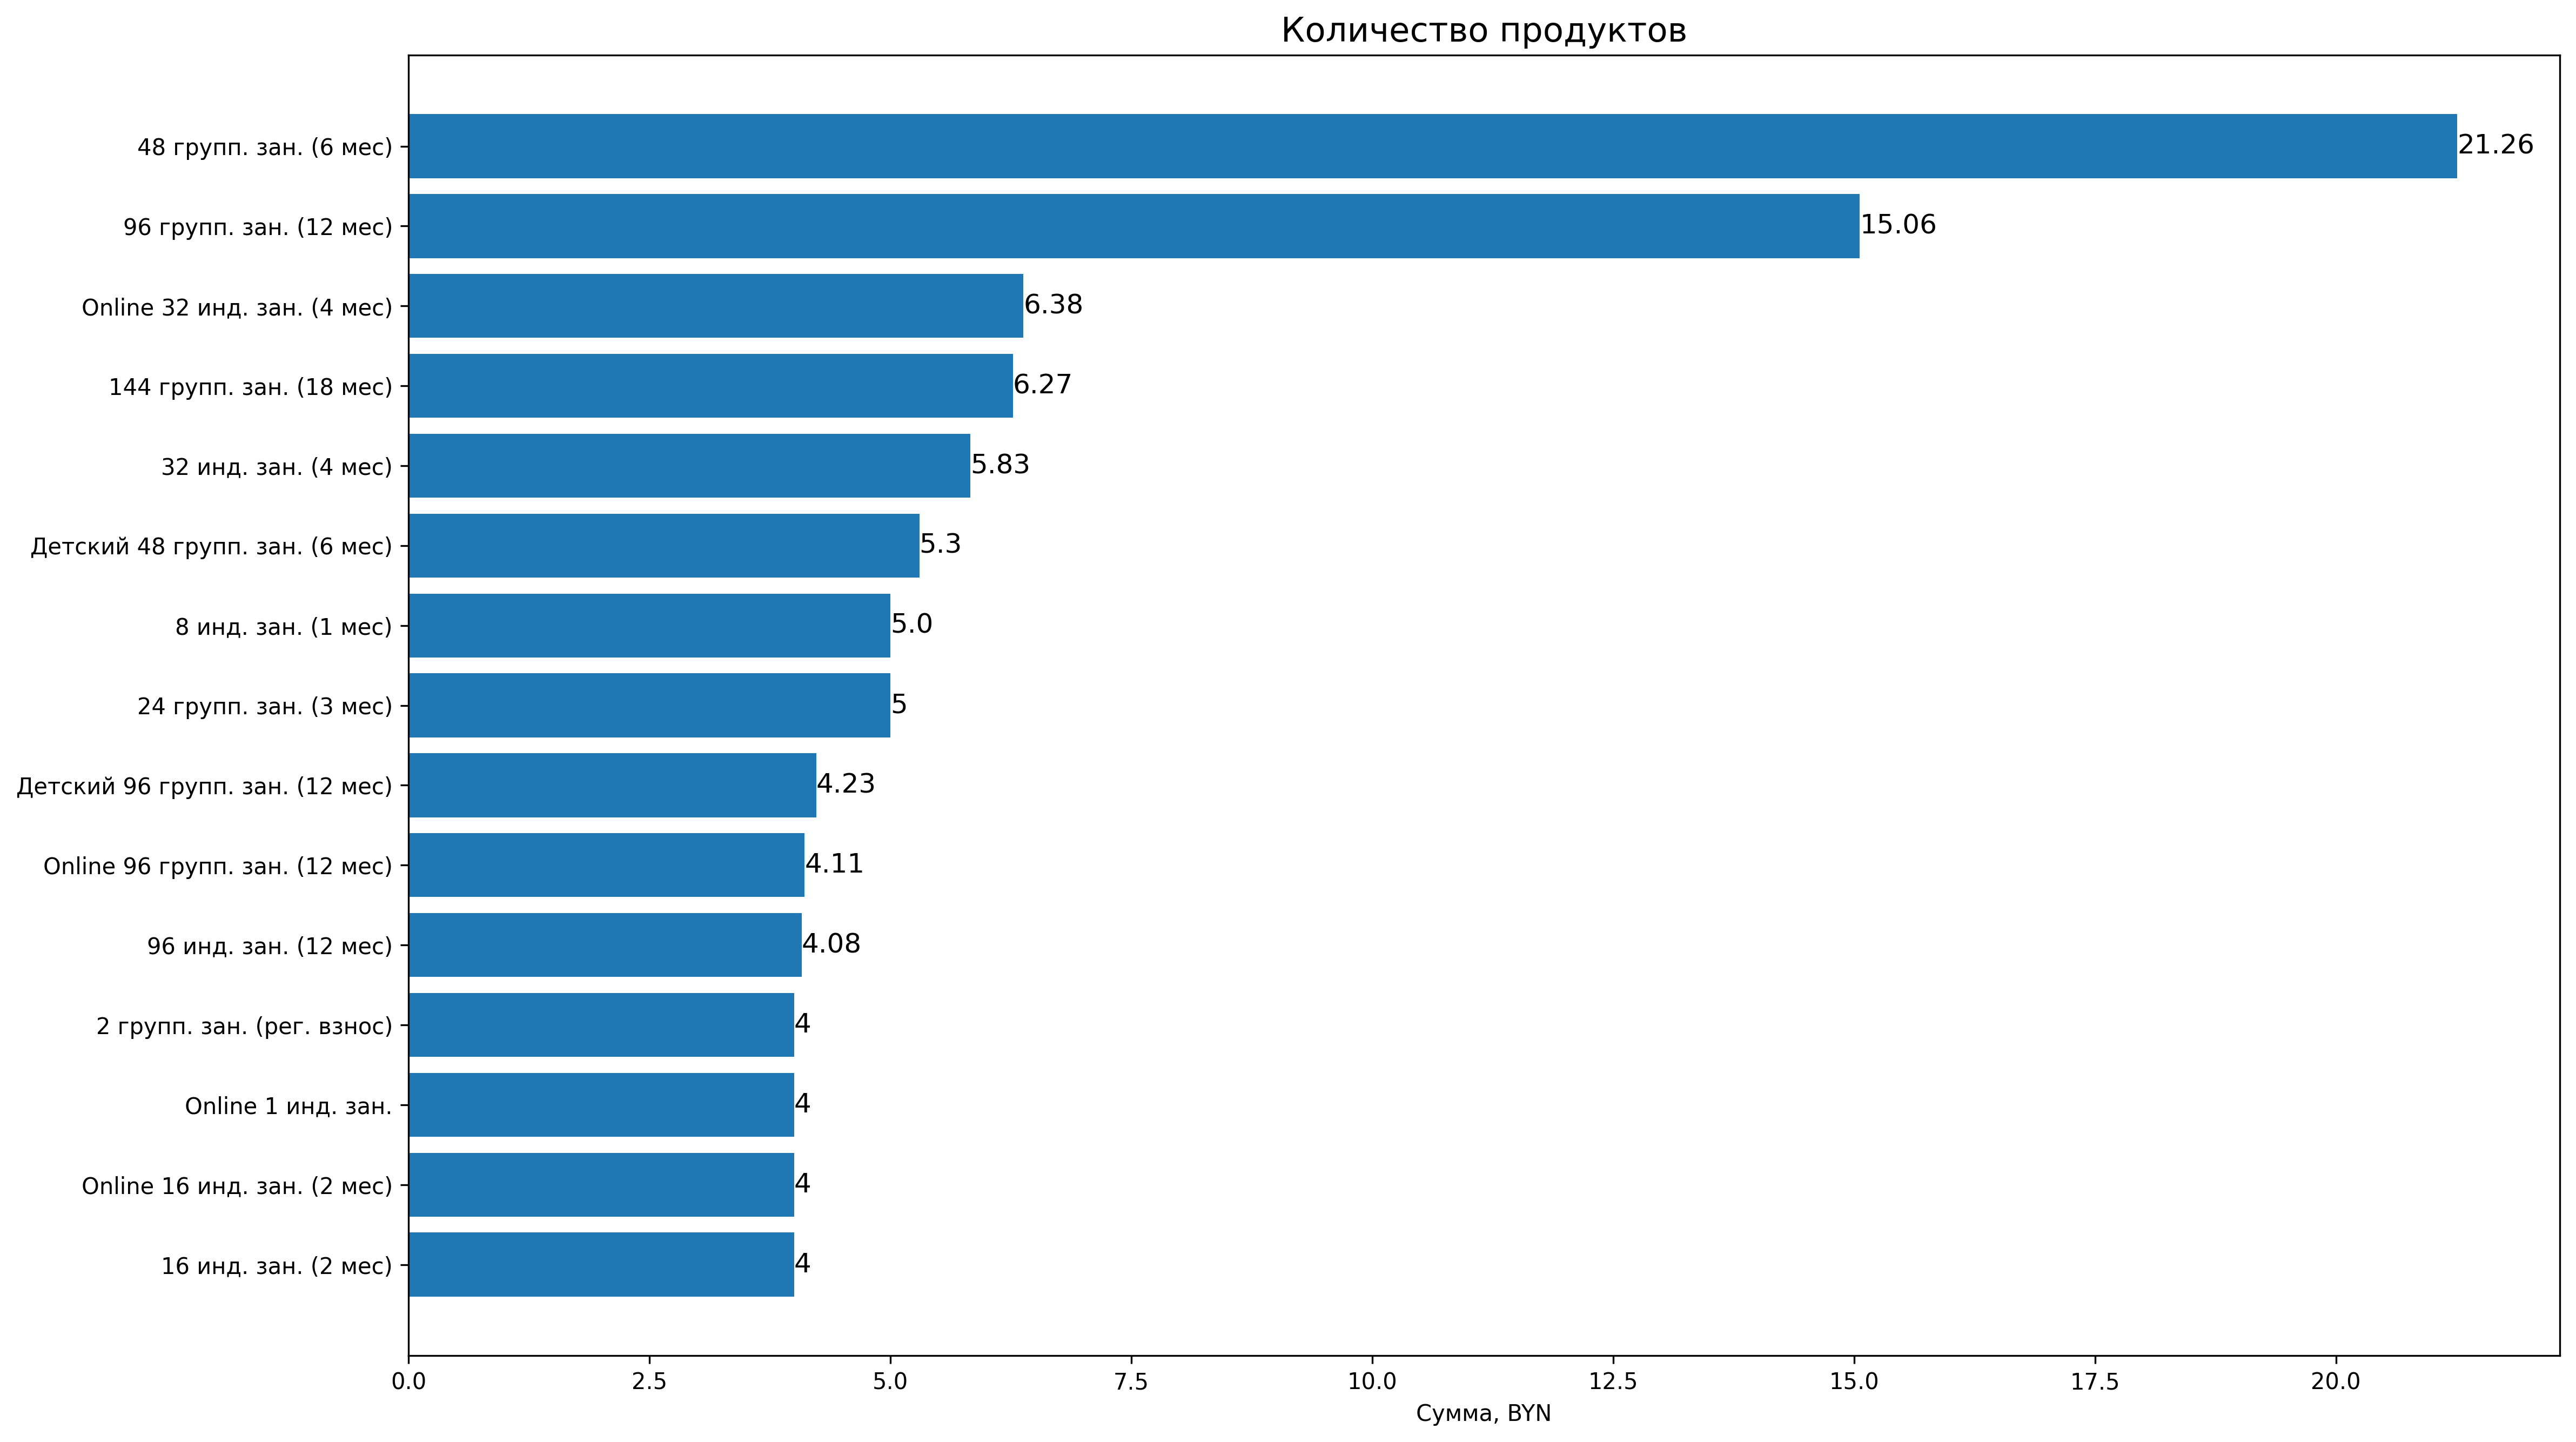 Количество продуктов
48 групп. зан. (6 мес) 21.26
96 групп. зан. (12 мес) 15.06
Online 32 инд. зан. (4 мес) 6.38
144 групп. зан. (18 мес) 6.27
32 инд. зан. (4 мес) 5.83
Детский 48 групп. зан. (6 мес) 5.3
8 инд. зан. (1 мес) 5.0
24 групп. зан. (3 мес) 5
Детский 96 групп. зан. (12 мес) 4.23
Online 96 групп. зан. (12 мес) 4.11
96 инд. зан. (12 мес) 4.08
2 групп. зан. (рег. взнос) 4
Online 1 инд. зан. 4
Online 16 инд. зан. (2 мес) 4
16 инд. зан. (2 мес) 4
0.0 2.5 5.0 7.5 10.0 12.5 15.0 17.5 20.0
Сумма, BYN